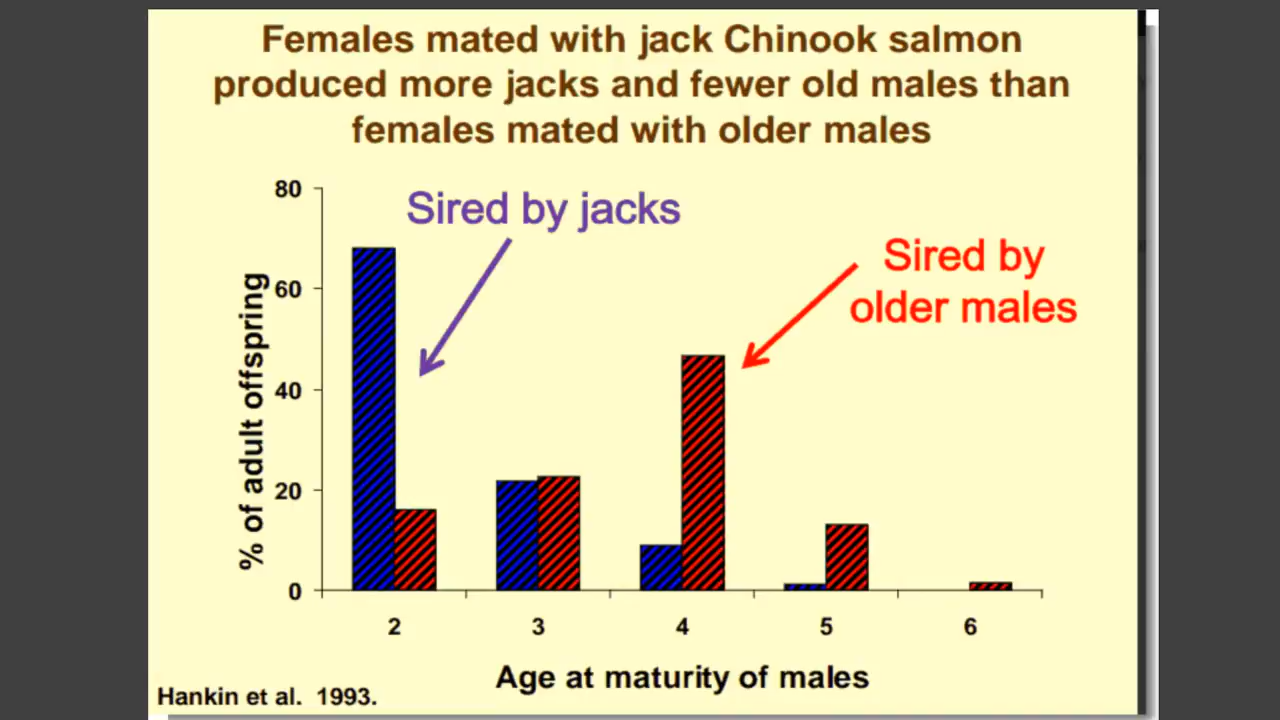 Females mated with jack Chinook salmon
produced more jacks and fewer old males than
females mated with older males
80
60
40
20
0
% of adult offspring
Sired by jacks
Sired by
older males
2
3
4
5
6
Age at maturity of males
Hankin et al. 1993.